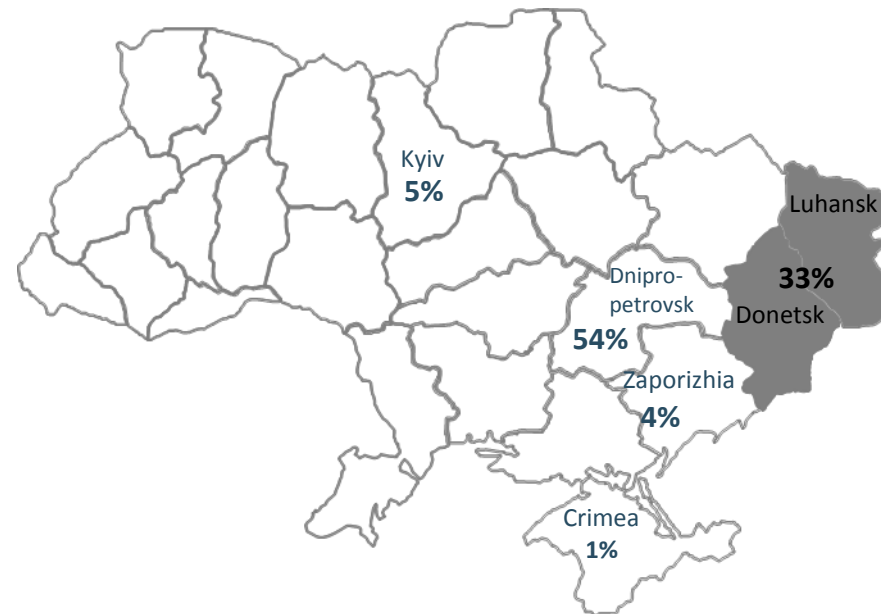 Kyiv
5%
Luhansk
33%
Donetsk
Dnipro-
petrovsk
54%
Zaporizhia
4%
Crimea
1%